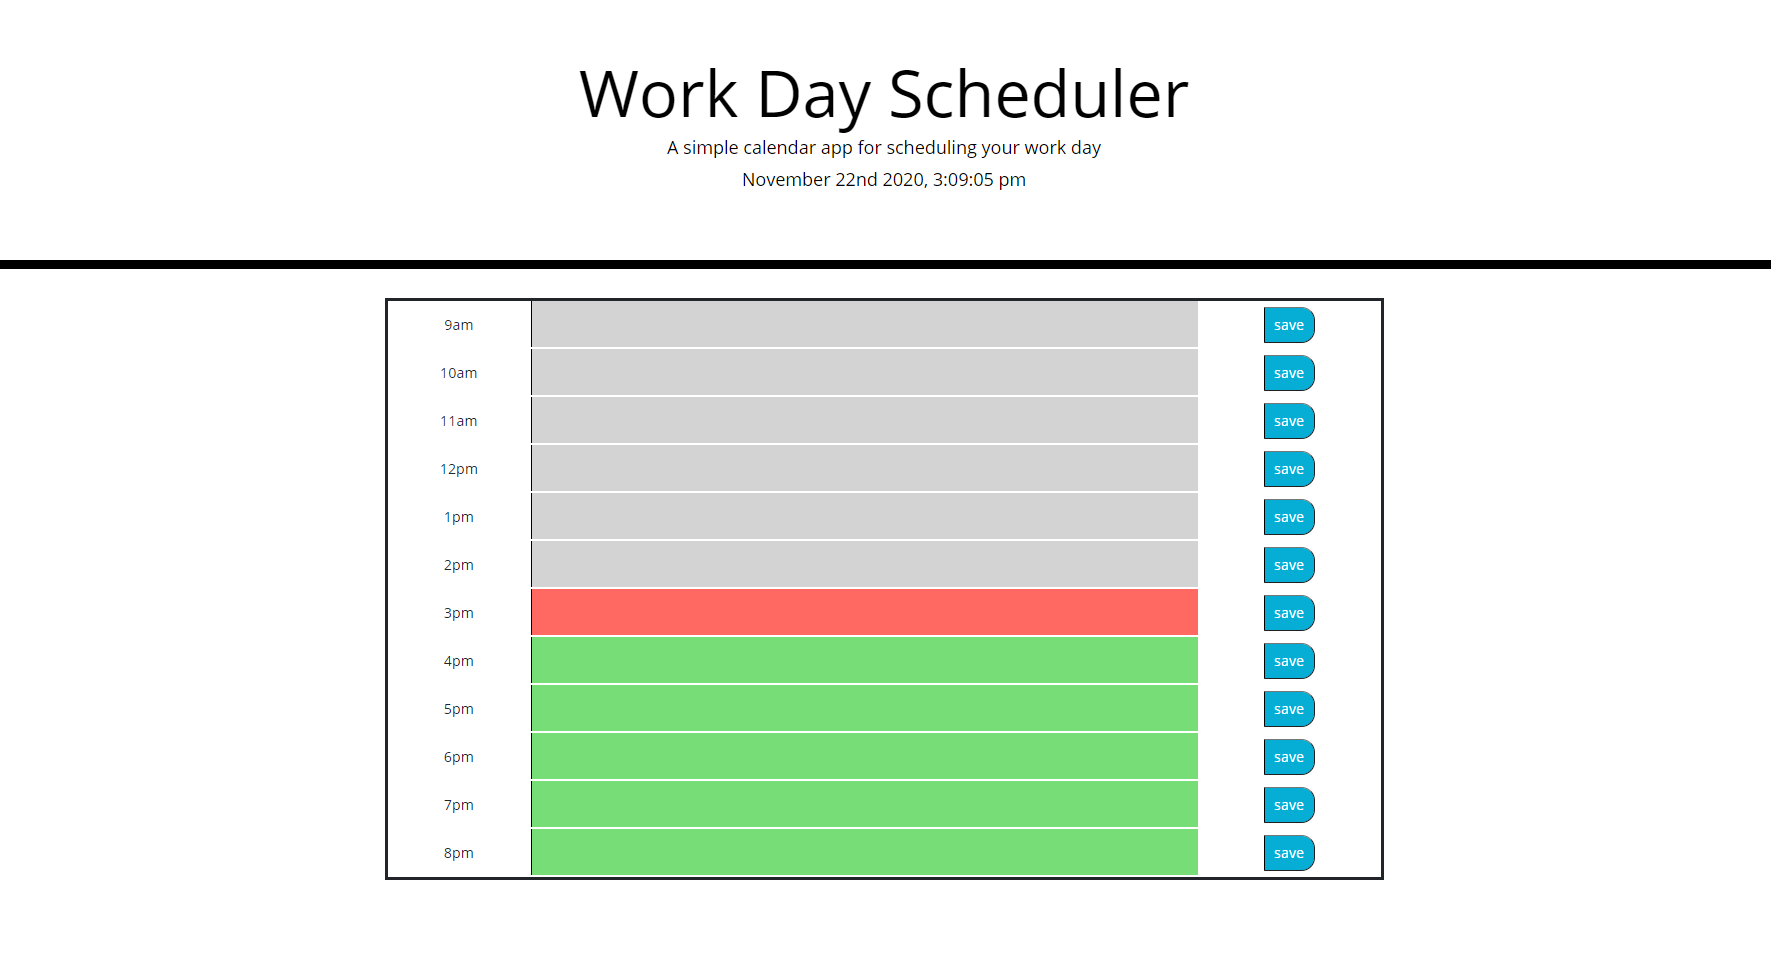 Work Day Scheduler
A simple calendar app for scheduling your work day
November 22nd 2020, 3:09:05 pm
9am save
10am save
11am save
12pm save
1pm save
2pm save
3pm save
4pm save
5pm save
6pm save
7pm save
8pm save